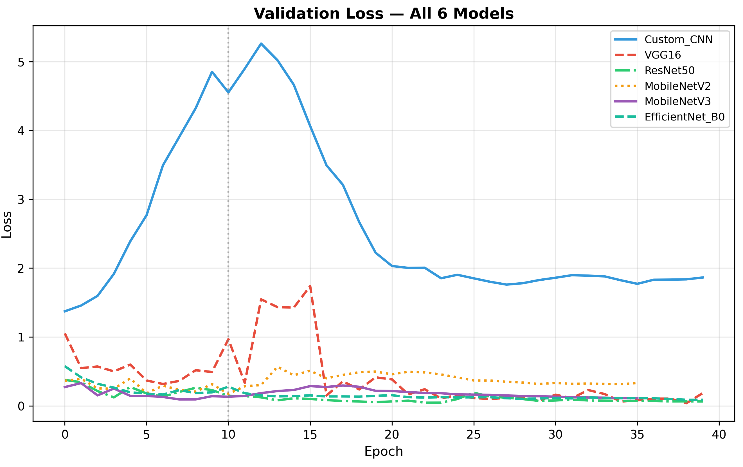 Validation Loss — All 6 Models
Custom_CNN
VGG16
ResNet50
MobileNetV2
MobileNetV3
EfficientNet_B0
Loss
5
4
3
2
1
0
0 5 10 15 20 25 30 35 40
Epoch